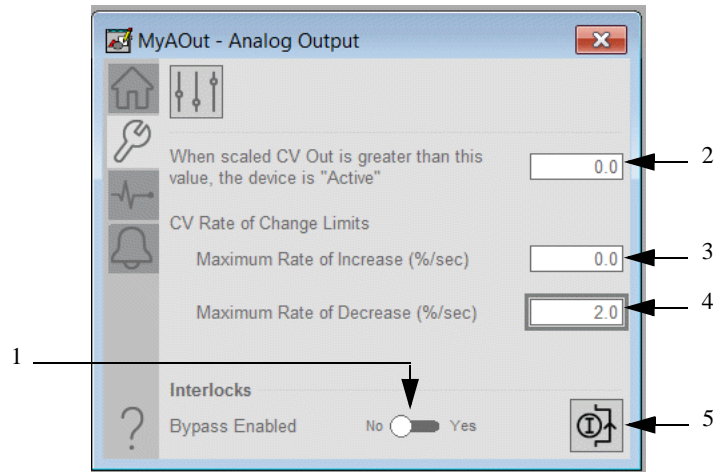 MyAOut - Analog Output
When scaled CV Out is greater than this
value, the device is "Active"
0.0
2
CV Rate of Change Limits
Maximum Rate of Increase (%/sec)
0.0
3
Maximum Rate of Decrease (%/sec)
2.0
4
1
Interlocks
Bypass Enabled
No
Yes
I
5
?